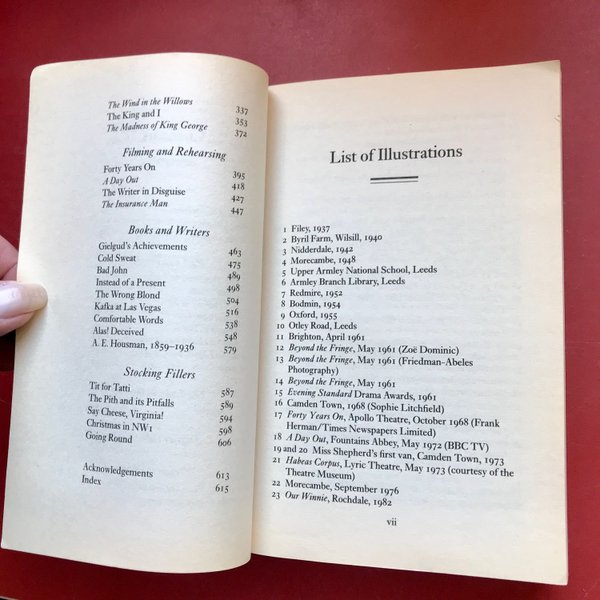 The Wind in the Willows 337
The King and I 353
The Madness of King George 372
Filming and Rehearsing
Forty Years On 395
A Day Out 418
The Writer in Disguise 427
The Insurance Man 447
Books and Writers
Gielgud's Achievements 463
Cold Sweat 475
Bad John 489
Instead of a Present 498
The Wrong Blond 504
Kafka at Las Vegas 516
Comfortable Words 538
Alas! Deceived 548
A. E. Housman, 1859–1936 579
Stocking Fillers
Tit for Tatti 587
The Pith and its Pitfalls 589
Say Cheese, Virginia! 594
Christmas in NW1 598
Going Round 606
Acknowledgements 613
Index 615
List of Illustrations
1 Filey, 1937
2 Byril Farm, Wilsill, 1940
3 Nidderdale, 1942
4 Morecambe, 1948
5 Upper Armley National School, Leeds
6 Armley Branch Library, Leeds
7 Redmire, 1952
8 Bodmin, 1954
9 Oxford, 1955
10 Otley Road, Leeds
11 Brighton, April 1961
12 Beyond the Fringe, May 1961 (Zoë Dominic)
13 Beyond the Fringe, May 1961 (Friedman–Abeles
Photography)
14 Beyond the Fringe, May 1961
15 Evening Standard Drama Awards, 1961
16 Camden Town, 1968 (Sophie Litchfield)
17 Forty Years On, Apollo Theatre, October 1968 (Frank
Herman/Times Newspapers Limited)
18 A Day Out, Fountains Abbey, May 1972 (BBC TV)
19 and 20 Miss Shepherd's first van, Camden Town, 1973
21 Habeas Corpus, Lyric Theatre, May 1973 (courtesy of the
Theatre Museum)
22 Morecambe, September 1976
23 Our Winnie, Rochdale, 1982
vii